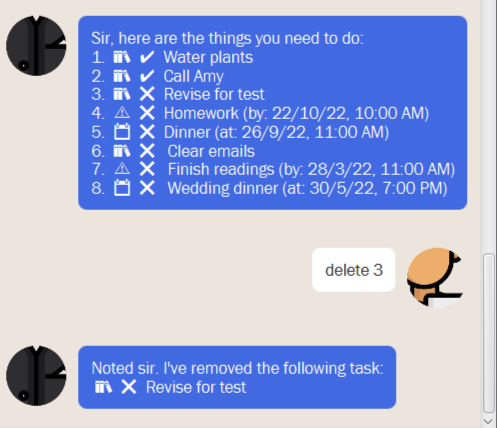 Sir, here are the things you need to do:
1. ✔ Water plants
2. ✔ Call Amy
3. ✕ Revise for test
4. ⚠ ✕ Homework (by: 22/10/22, 10:00 AM)
5. ✕ Dinner (at: 26/9/22, 11:00 AM)
6. ✕ Clear emails
7. ⚠ ✕ Finish readings (by: 28/3/22, 11:00 AM)
8. ✕ Wedding dinner (at: 30/5/22, 7:00 PM)
delete 3
Noted sir. I've removed the following task:
✕ Revise for test